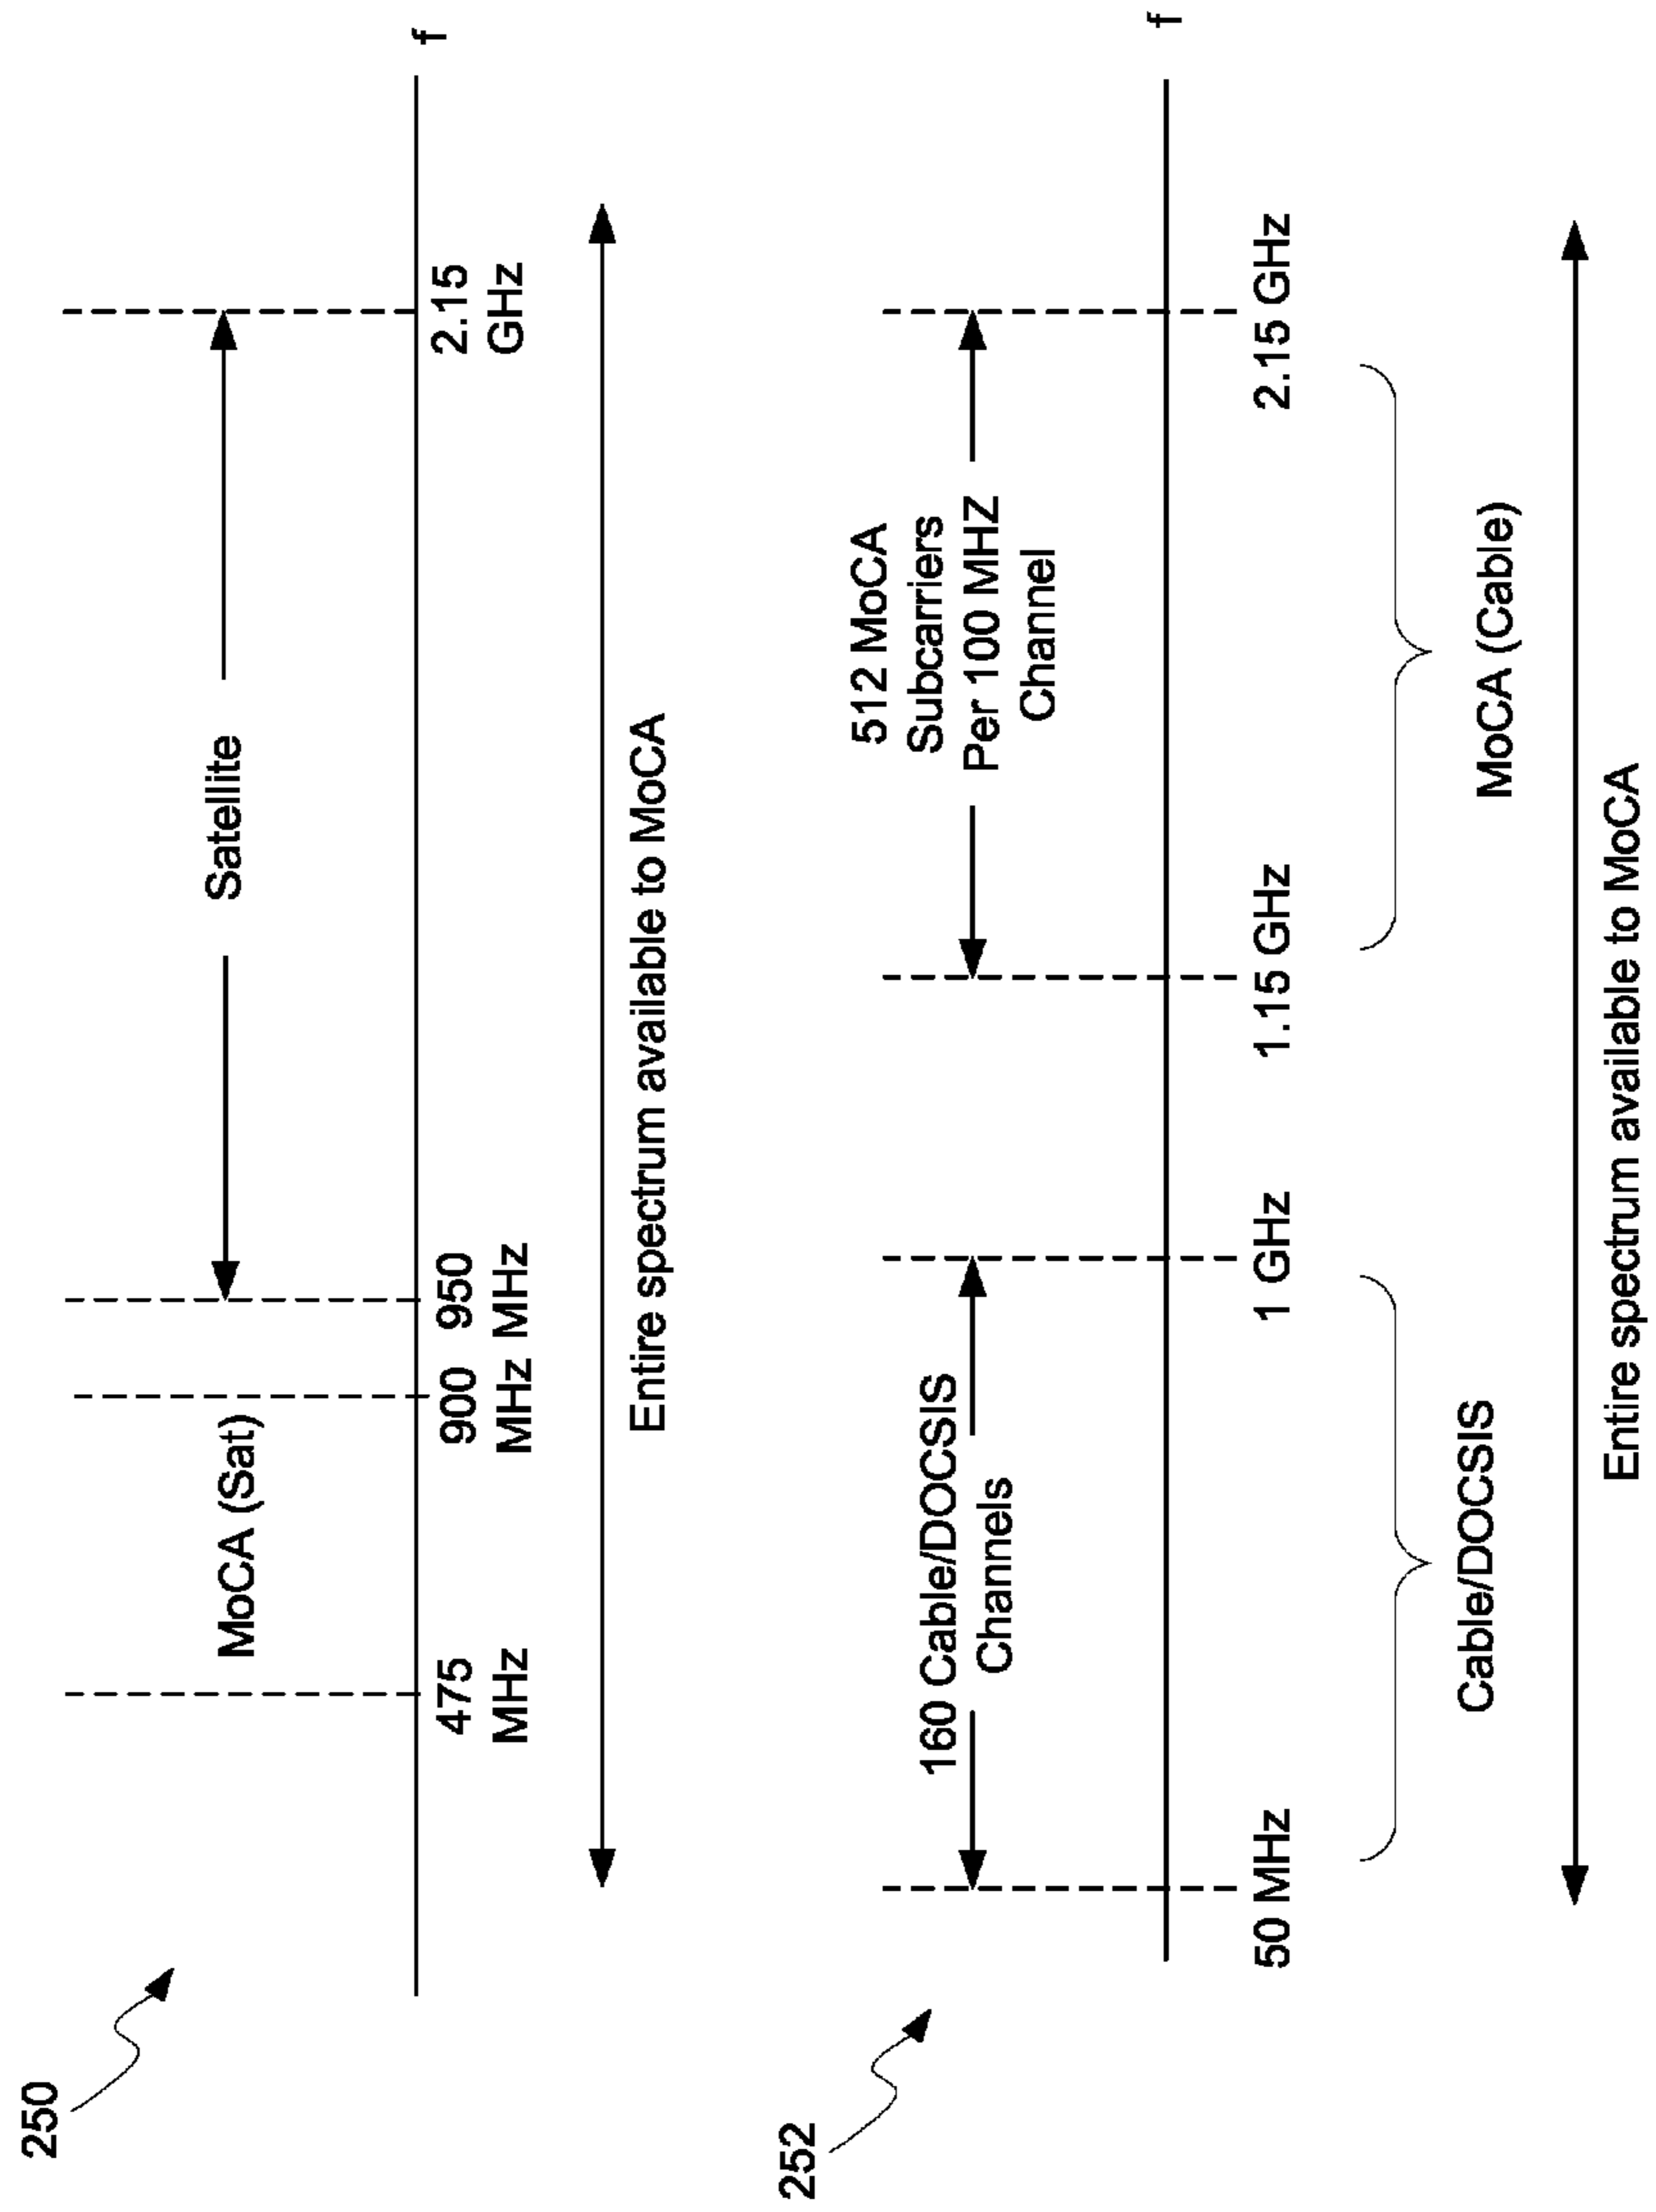 250
Satellite
MoCA (Sat)
f
475
MHz
900
MHz
950
MHz
2.15
GHz
Entire spectrum available to MoCA
252
512 MoCA
Subcarriers
Per 100 MHZ
Channel
160 Cable/DOCSIS
Channels
f
50 MHz
1 GHz
1.15 GHz
2.15 GHz
Cable/DOCSIS
MoCA (Cable)
Entire spectrum available to MoCA